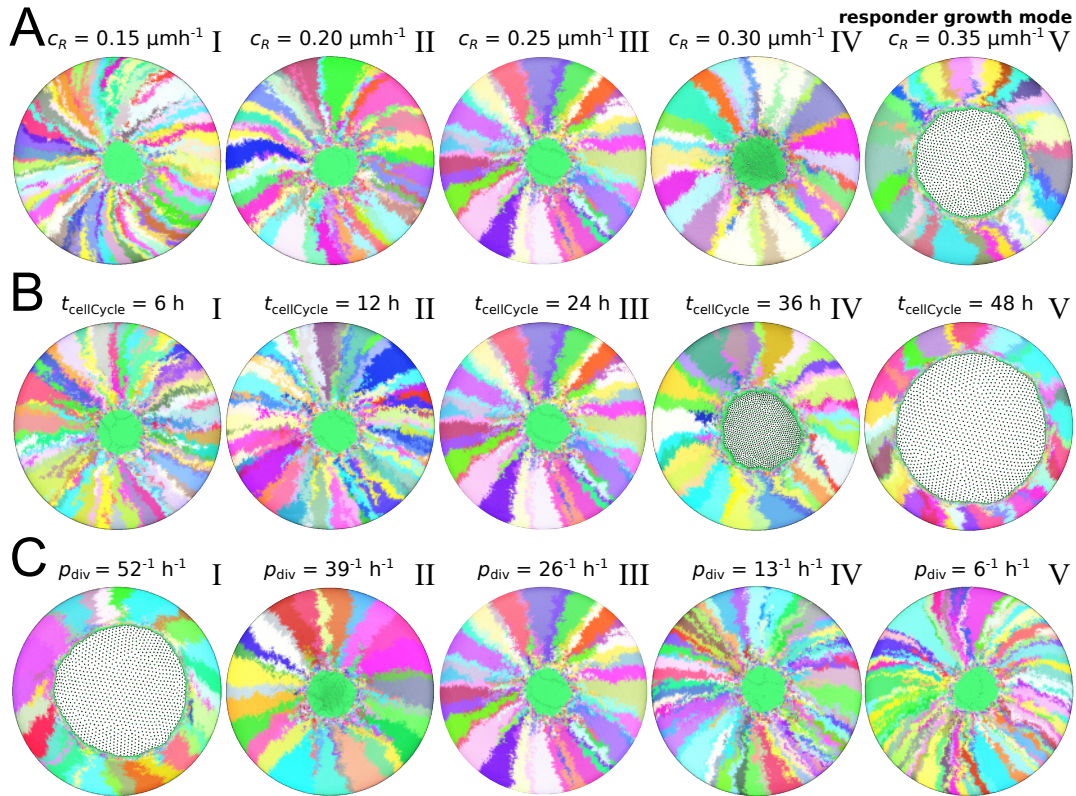 responder growth mode
A c_R = 0.15 µmh⁻¹ I c_R = 0.20 µmh⁻¹ II c_R = 0.25 µmh⁻¹ III c_R = 0.30 µmh⁻¹ IV c_R = 0.35 µmh⁻¹ V
B t_cellCycle = 6 h I t_cellCycle = 12 h II t_cellCycle = 24 h III t_cellCycle = 36 h IV t_cellCycle = 48 h V
C p_div = 52⁻¹ h⁻¹ I p_div = 39⁻¹ h⁻¹ II p_div = 26⁻¹ h⁻¹ III p_div = 13⁻¹ h⁻¹ IV p_div = 6⁻¹ h⁻¹ V